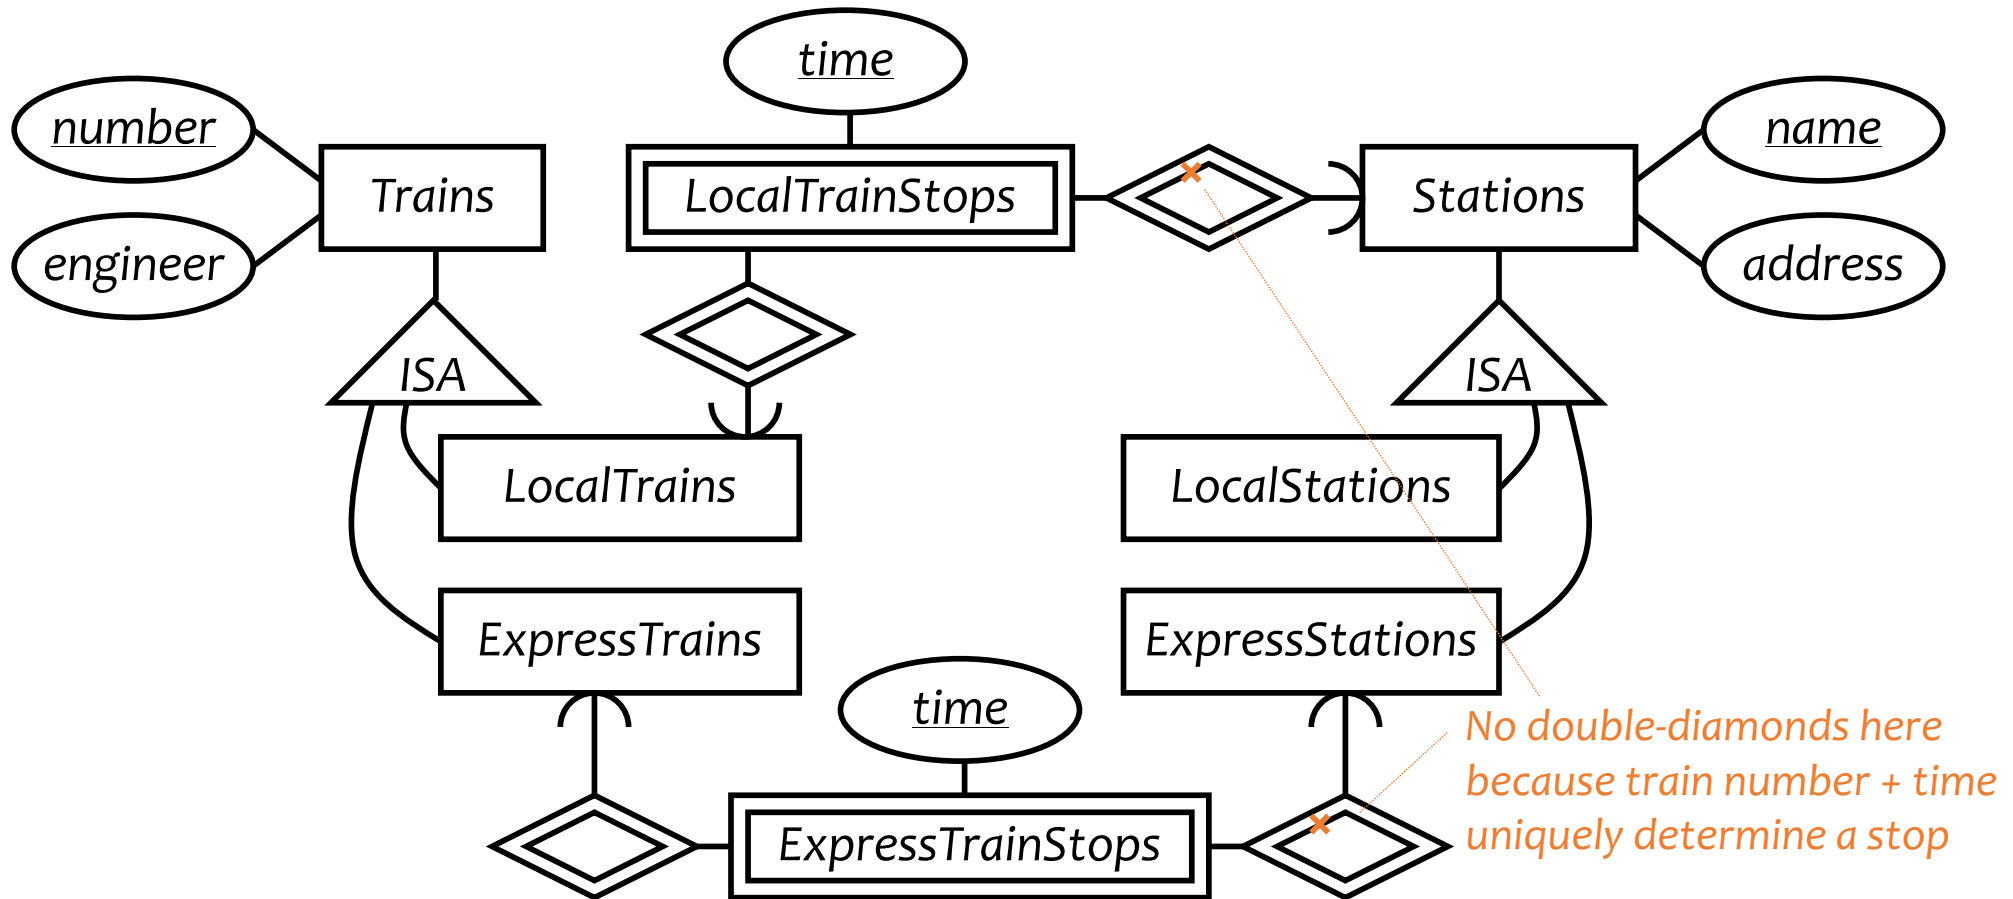 time
number
name
Trains
LocalTrainStops
Stations
engineer
address
ISA
ISA
LocalTrains
LocalStations
ExpressTrains
ExpressStations
time
No double-diamonds here
because train number + time
uniquely determine a stop
ExpressTrainStops